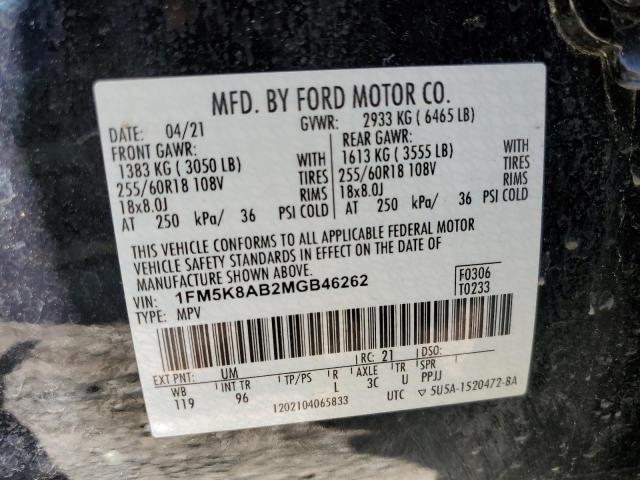 MFD. BY FORD MOTOR CO.
DATE: 04/21 GVWR: 2933 KG ( 6465 LB)
FRONT GAWR: REAR GAWR:
1383 KG ( 3050 LB) WITH 1613 KG ( 3555 LB) WITH
255/60R18 108V TIRES 255/60R18 108V TIRES
18x8.0J RIMS 18x8.0J RIMS
AT 250 kPa/ 36 PSI COLD AT 250 kPa/ 36 PSI COLD
THIS VEHICLE CONFORMS TO ALL APPLICABLE FEDERAL MOTOR
VEHICLE SAFETY STANDARDS IN EFFECT ON THE DATE OF
MANUFACTURE SHOWN ABOVE.
VIN: 1FM5K8AB2MGB46262 F0306
TYPE: MPV T0233
EXT PNT: UM RC: 21 DSO:
WB INT TR TP/PS R AXLE TR SPR
119 96 L 3C U PPJJ
1202104065833 UTC ▽ 5U5A-1520472-BA